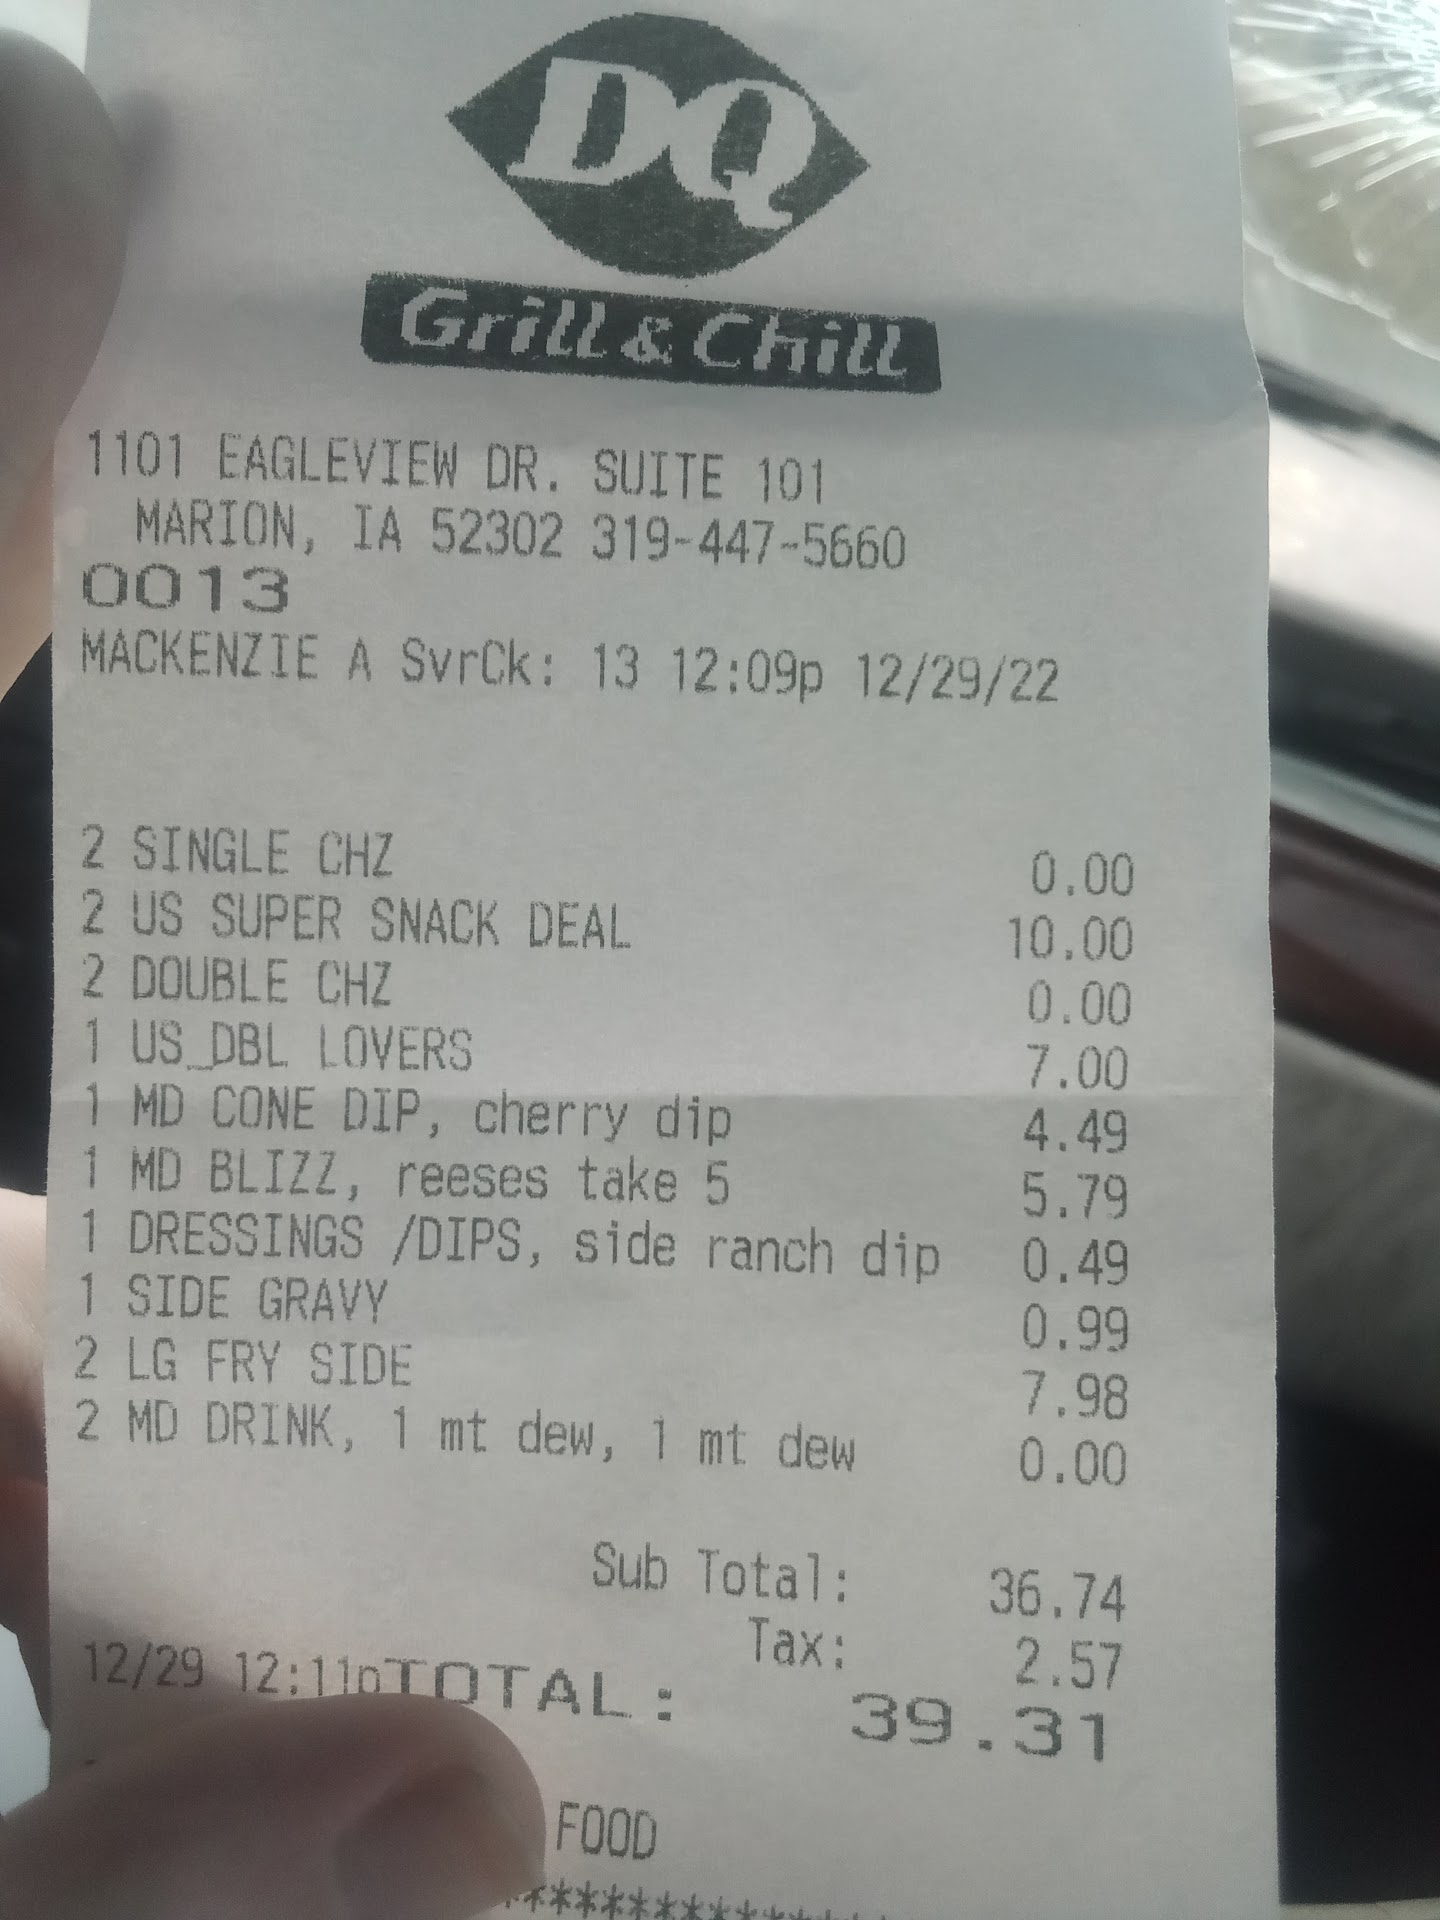 DQ
Grill & Chill
1101 EAGLEVIEW DR. SUITE 101
MARION, IA 52302 319-447-5660
0013
MACKENZIE A SvrCk: 13 12:09p 12/29/22
2 SINGLE CHZ 0.00
2 US SUPER SNACK DEAL 10.00
2 DOUBLE CHZ 0.00
1 US_DBL LOVERS 7.00
1 MD CONE DIP, cherry dip 4.49
1 MD BLIZZ, reeses take 5 5.79
1 DRESSINGS /DIPS, side ranch dip 0.49
1 SIDE GRAVY 0.99
2 LG FRY SIDE 7.98
2 MD DRINK, 1 mt dew, 1 mt dew 0.00
Sub Total: 36.74
Tax: 2.57
12/29 12:11pTOTAL: 39.31
FOOD